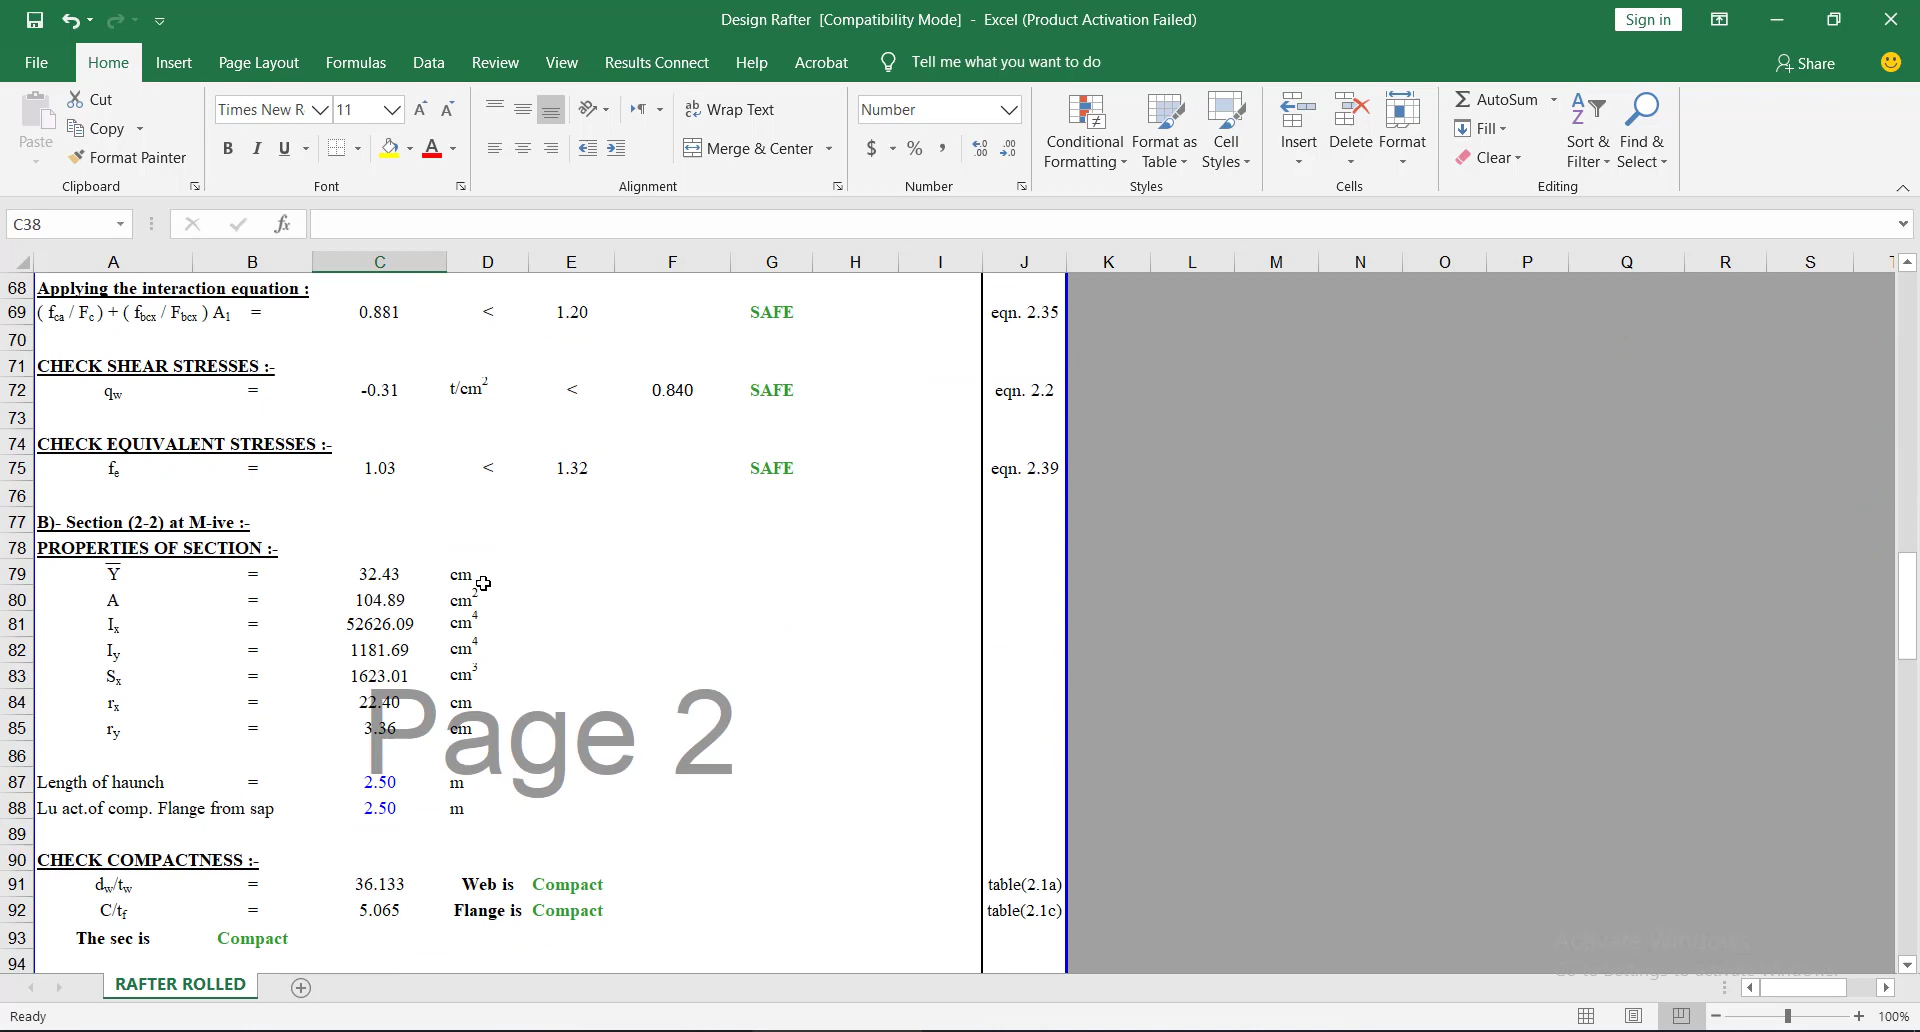 Design Rafter [Compatibility Mode] - Excel (Product Activation Failed)
Sign in
File Home Insert Page Layout Formulas Data Review View Results Connect Help Acrobat Tell me what you want to do Share
Paste Cut Copy Format Painter Clipboard
Times New R 11 B I U A Font
Wrap Text Merge & Center Alignment
Number $ % , Number
Conditional Formatting Format as Table Cell Styles Styles
Insert Delete Format Cells
AutoSum Fill Clear Sort & Filter Find & Select Editing
C38 fx
A B C D E F G H I J K L M N O P Q R S
68 Applying the interaction equation :
69 ( fca / Fc ) + ( fbcx / Fbcx ) A1 = 0.881 < 1.20 SAFE eqn. 2.35
70
71 CHECK SHEAR STRESSES :-
72 qw = -0.31 t/cm2 < 0.840 SAFE eqn. 2.2
73
74 CHECK EQUIVALENT STRESSES :-
75 fe = 1.03 < 1.32 SAFE eqn. 2.39
76
77 B)- Section (2-2) at M-ive :-
78 PROPERTIES OF SECTION :-
79 Y = 32.43 cm
80 A = 104.89 cm2
81 Ix = 52626.09 cm4
82 Iy = 1181.69 cm4
83 Sx = 1623.01 cm3
84 rx = 22.40 cm
85 ry = 3.36 cm
Page 2
86
87 Length of haunch = 2.50 m
88 Lu act.of comp. Flange from sap 2.50 m
89
90 CHECK COMPACTNESS :-
91 dw/tw = 36.133 Web is Compact table(2.1a)
92 C/tf = 5.065 Flange is Compact table(2.1c)
93 The sec is Compact
94
Activate Windows
RAFTER ROLLED
Ready 100%